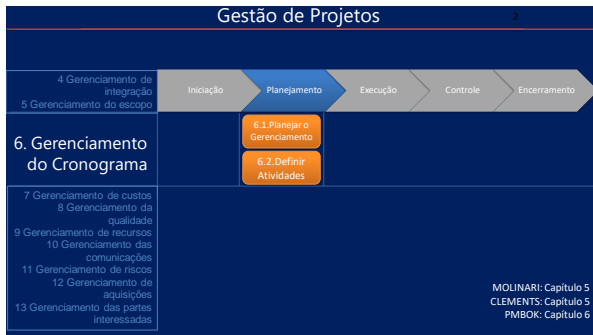 Gestão de Projetos
2
4 Gerenciamento de
integração
5 Gerenciamento do escopo
Iniciação
Planejamento
Execução
Controle
Encerramento
6. Gerenciamento
do Cronograma
6.1.Planejar o
Gerenciamento
6.2.Definir
Atividades
7 Gerenciamento de custos
8 Gerenciamento da
qualidade
9 Gerenciamento de recursos
10 Gerenciamento das
comunicações
11 Gerenciamento de riscos
12 Gerenciamento de
aquisições
13 Gerenciamento das partes
interessadas
MOLINARI: Capítulo 5
CLEMENTS: Capítulo 5
PMBOK: Capítulo 6